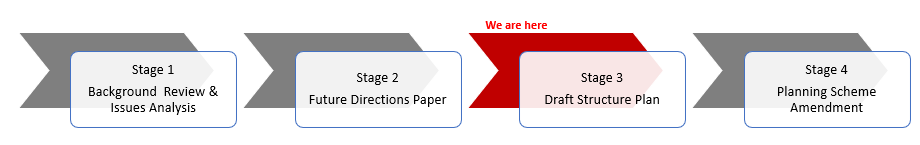 We are here
Stage 1
Background Review &
Issues Analysis
Stage 2
Future Directions Paper
Stage 3
Draft Structure Plan
Stage 4
Planning Scheme
Amendment